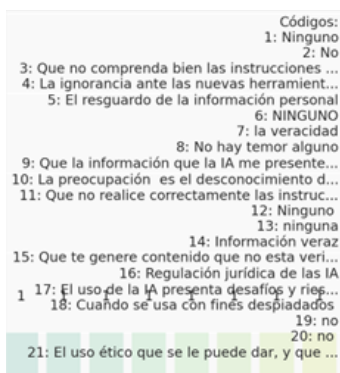 Códigos:
1: Ninguno
2: No
3: Que no comprenda bien las instrucciones ...
4: La ignorancia ante las nuevas herramient...
5: El resguardo de la información personal
6: NINGUNO
7: la veracidad
8: No hay temor alguno
9: Que la información que la IA me presente...
10: La preocupación es el desconocimiento d...
11: Que no realice correctamente las instruc...
12: Ninguno
13: ninguna
14: Información veraz
15: Que te genere contenido que no esta veri...
16: Regulación jurídica de las IA
1 17: El uso de la IA presenta desafíos y ries...
18: Cuando se usa con fines despiadados
19: no
20: no
21: El uso ético que se le puede dar, y que ...